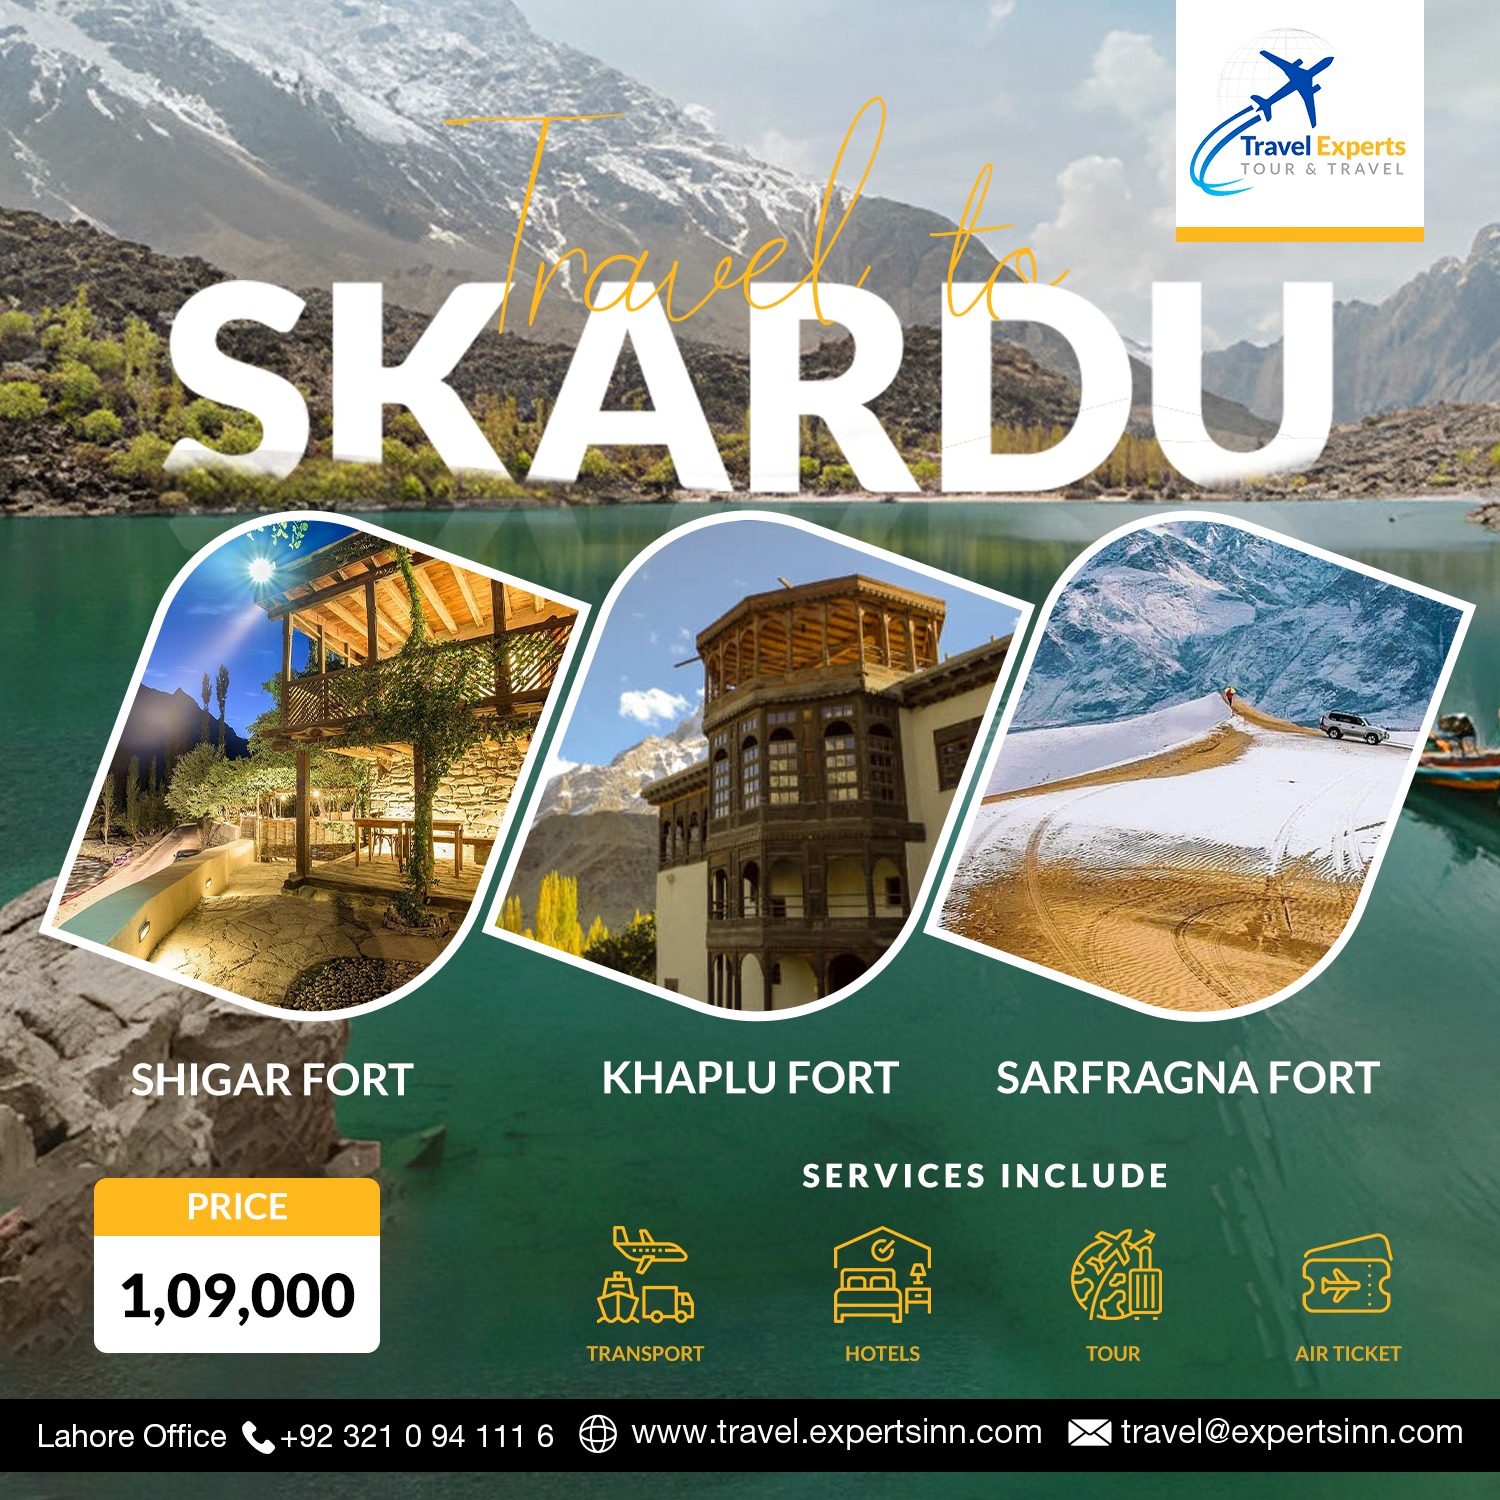 Travel Experts
TOUR & TRAVEL
Travel to
SKARDU
SHIGAR FORT
KHAPLU FORT
SARFRAGNA FORT
SERVICES INCLUDE
PRICE
1,09,000
TRANSPORT
HOTELS
TOUR
AIR TICKET
Lahore Office +92 321 0 94 111 6 www.travel.expertsinn.com travel@expertsinn.com